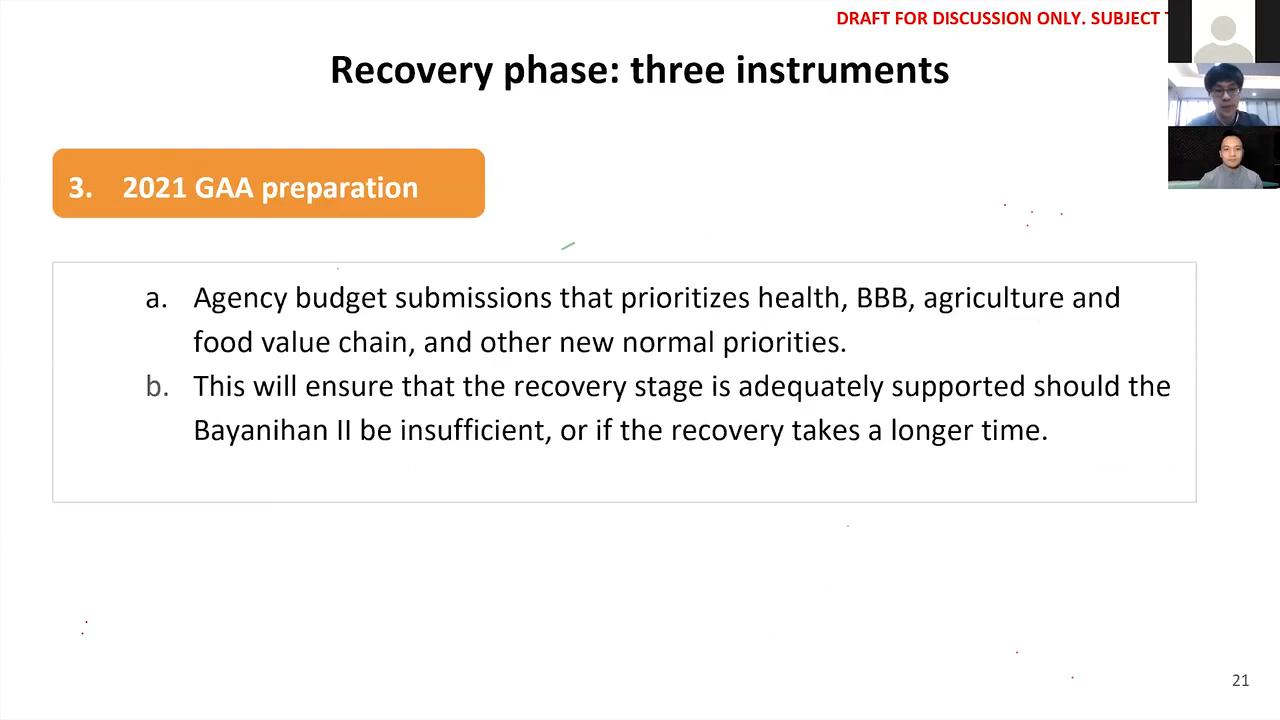 DRAFT FOR DISCUSSION ONLY. SUBJECT
Recovery phase: three instruments
3. 2021 GAA preparation
a. Agency budget submissions that prioritizes health, BBB, agriculture and
food value chain, and other new normal priorities.
b. This will ensure that the recovery stage is adequately supported should the
Bayanihan II be insufficient, or if the recovery takes a longer time.
21